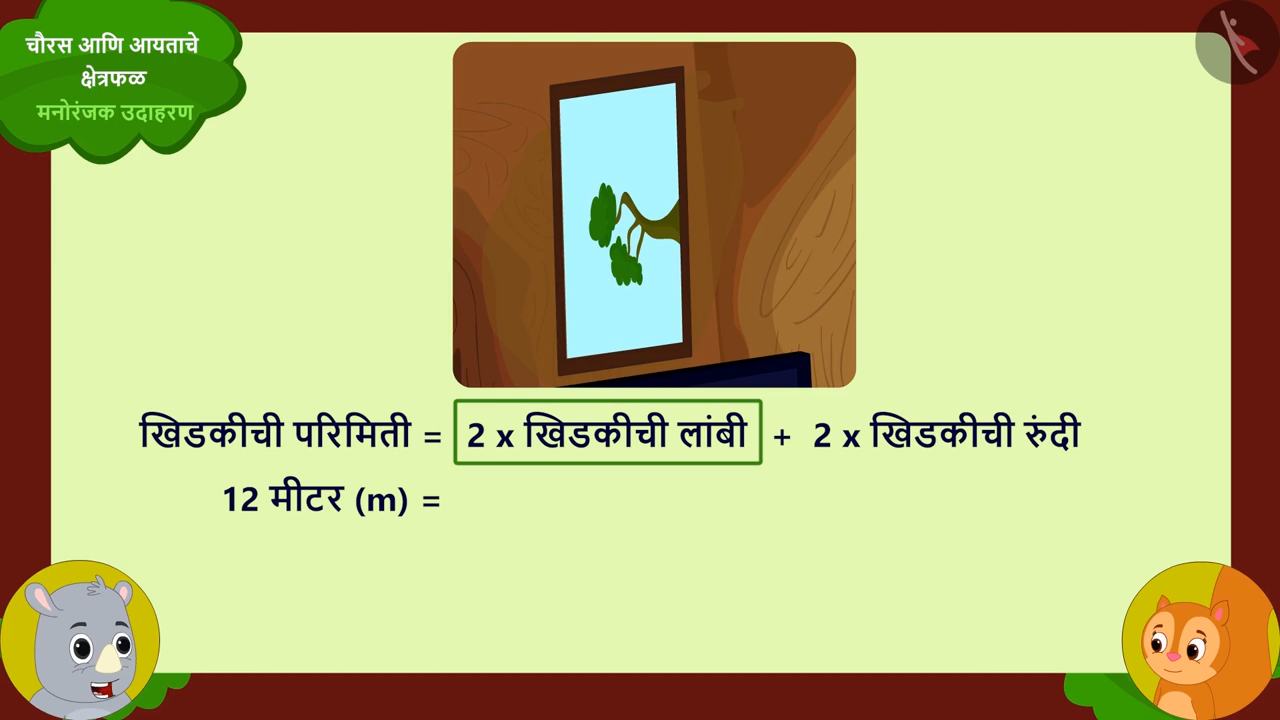 चौरस आणि आयताचे
क्षेत्रफळ
मनोरंजक उदाहरण
खिडकीची परिमिती = 2 x खिडकीची लांबी + 2 x खिडकीची रुंदी
12 मीटर (m) =